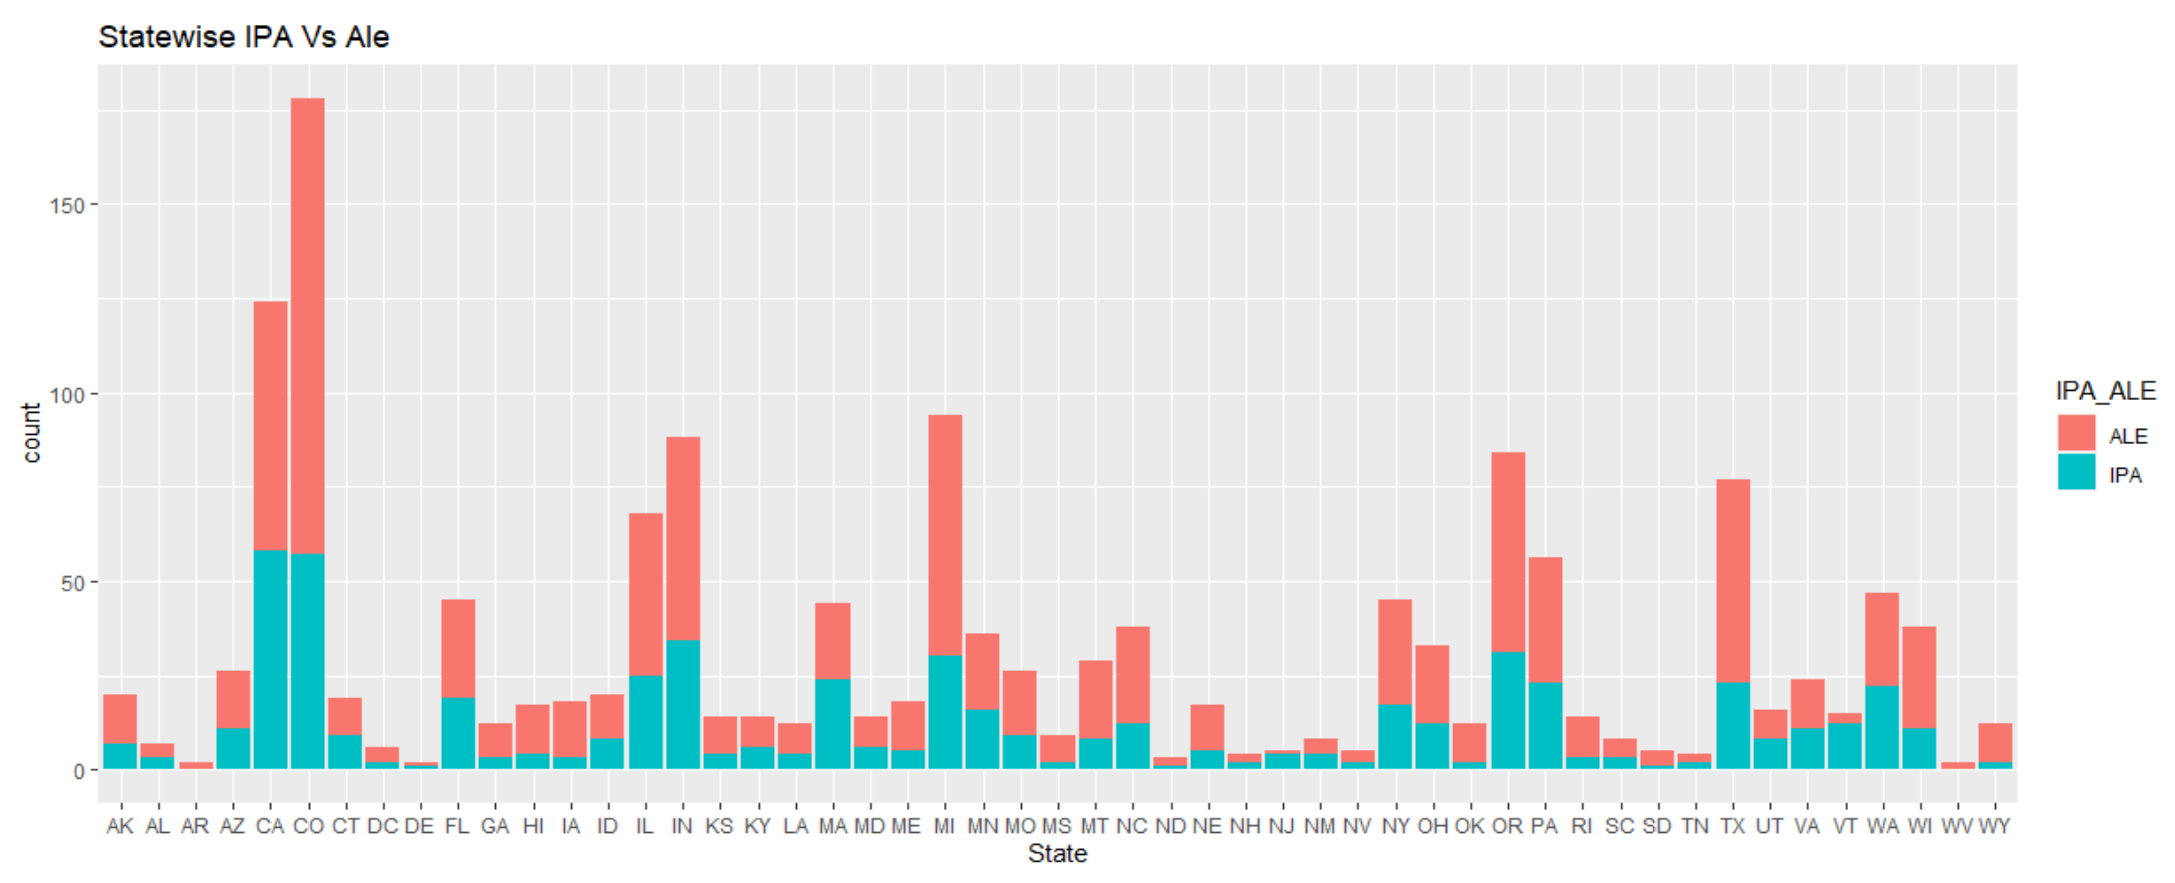 Statewise IPA Vs Ale
count
150
100
50
0
AK AL AR AZ CA CO CT DC DE FL GA HI IA ID IL IN KS KY LA MA MD ME MI MN MO MS MT NC ND NE NH NJ NM NV NY OH OK OR PA RI SC SD TN TX UT VA VT WA WI WV WY
State
IPA_ALE
ALE
IPA